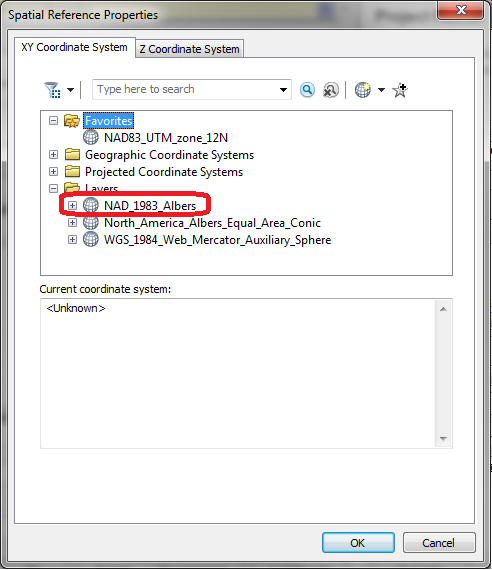 Spatial Reference Properties
XY Coordinate System
Z Coordinate System
Type here to search
Favorites
NAD83_UTM_zone_12N
Geographic Coordinate Systems
Projected Coordinate Systems
Layers
NAD_1983_Albers
North_America_Albers_Equal_Area_Conic
WGS_1984_Web_Mercator_Auxiliary_Sphere
Current coordinate system:
<Unknown>
OK
Cancel